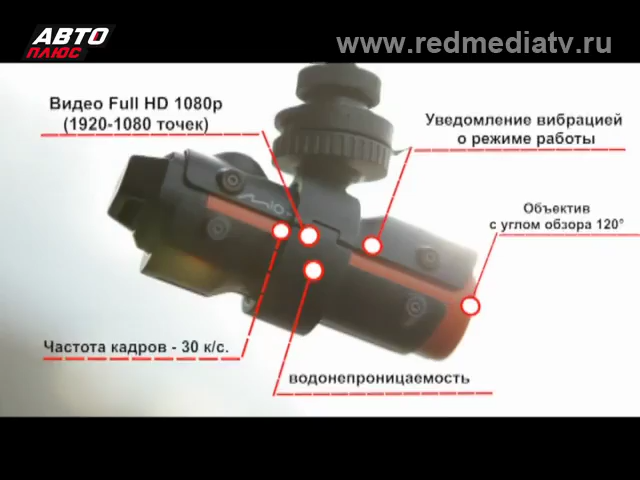 АВТО
ПЛЮС
www.redmediatv.ru
Видео Full HD 1080p
(1920-1080 точек)
Уведомление вибрацией
о режиме работы
Объектив
с углом обзора 120°
Mio
Частота кадров - 30 к/с.
водонепроницаемость